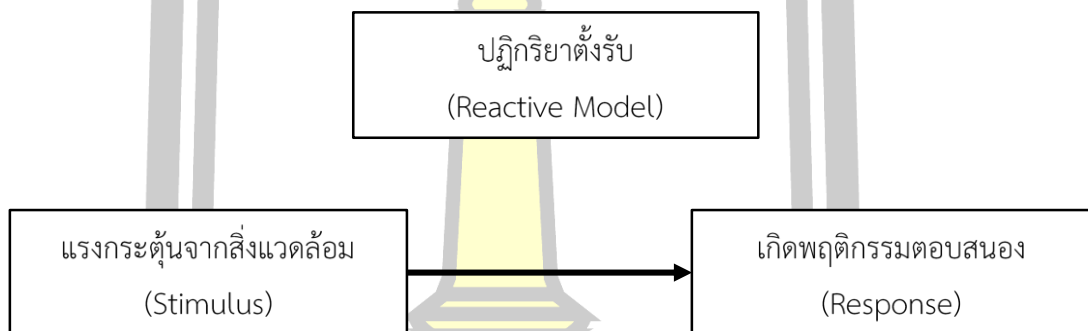 ปฏิกริยาตั้งรับ
(Reactive Model)
แรงกระตุ้นจากสิ่งแวดล้อม
(Stimulus)
เกิดพฤติกรรมตอบสนอง
(Response)